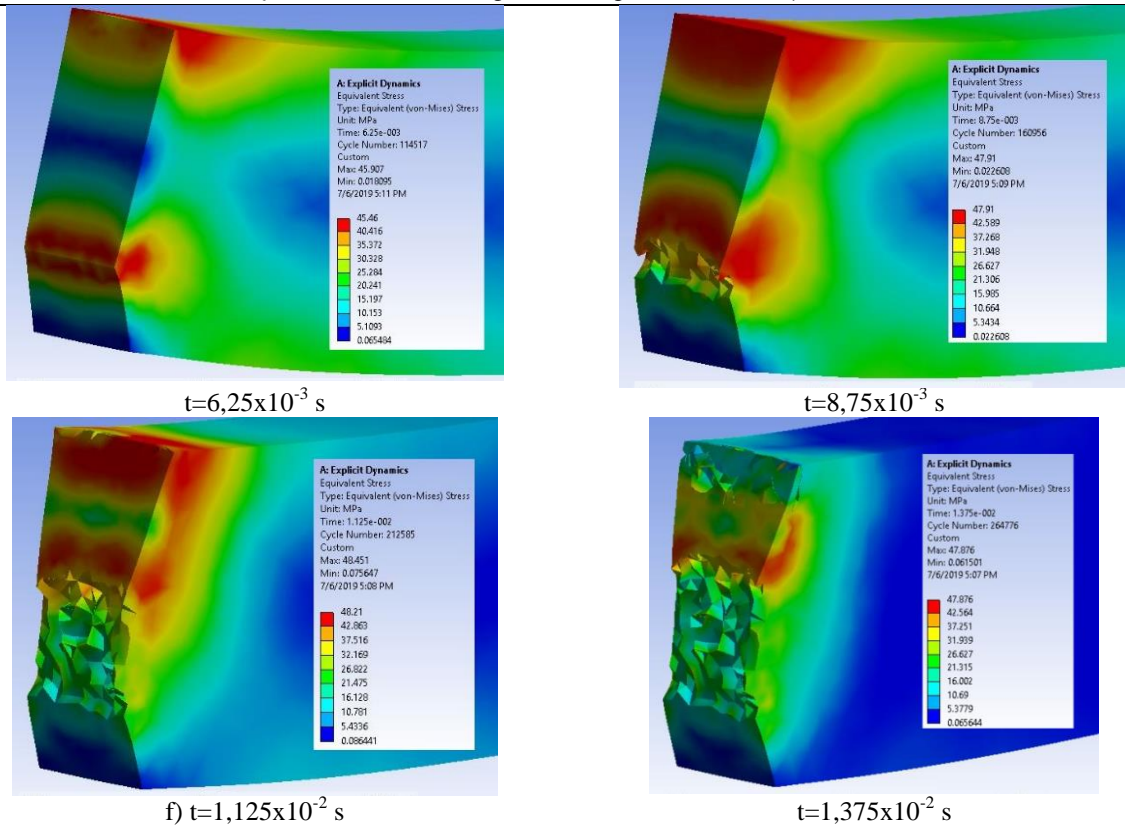 A: Explicit Dynamics
Equivalent Stress
Type: Equivalent (von-Mises) Stress
Unit: MPa
Time: 6.25e-003
Cycle Number: 114517
Custom
Max: 45.907
Min: 0.018095
7/6/2019 5:11 PM
45.46
40.416
35.372
30.328
25.284
20.241
15.197
10.153
5.1093
0.065484
t=6,25x10⁻³ s
A: Explicit Dynamics
Equivalent Stress
Type: Equivalent (von-Mises) Stress
Unit: MPa
Time: 8.75e-003
Cycle Number: 160956
Custom
Max: 47.91
Min: 0.022608
7/6/2019 5:09 PM
47.91
42.589
37.268
31.948
26.627
21.306
15.985
10.664
5.3434
0.022608
t=8,75x10⁻³ s
A: Explicit Dynamics
Equivalent Stress
Type: Equivalent (von-Mises) Stress
Unit: MPa
Time: 1.125e-002
Cycle Number: 212585
Custom
Max: 48.451
Min: 0.075647
7/6/2019 5:08 PM
48.21
42.863
37.516
32.169
26.822
21.475
16.128
10.781
5.4336
0.086441
f) t=1,125x10⁻² s
A: Explicit Dynamics
Equivalent Stress
Type: Equivalent (von-Mises) Stress
Unit: MPa
Time: 1.375e-002
Cycle Number: 264776
Custom
Max: 47.876
Min: 0.061501
7/6/2019 5:07 PM
47.876
42.564
37.251
31.939
26.627
21.315
16.002
10.69
5.3779
0.065644
t=1,375x10⁻² s